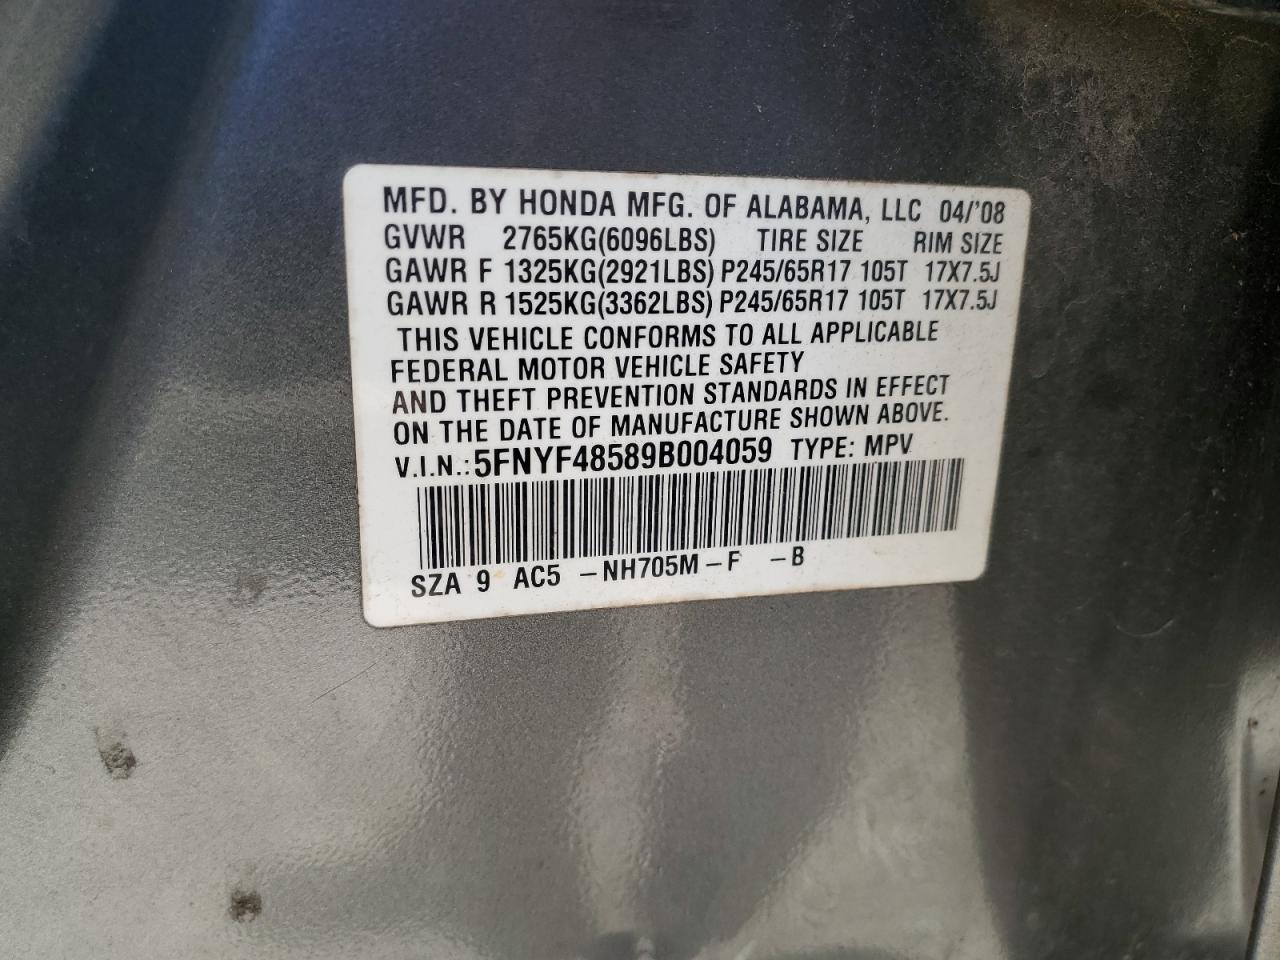 MFD. BY HONDA MFG. OF ALABAMA, LLC 04/'08
GVWR 2765KG(6096LBS) TIRE SIZE RIM SIZE
GAWR F 1325KG(2921LBS) P245/65R17 105T 17X7.5J
GAWR R 1525KG(3362LBS) P245/65R17 105T 17X7.5J
THIS VEHICLE CONFORMS TO ALL APPLICABLE
FEDERAL MOTOR VEHICLE SAFETY
AND THEFT PREVENTION STANDARDS IN EFFECT
ON THE DATE OF MANUFACTURE SHOWN ABOVE.
V.I.N.:5FNYF48589B004059 TYPE: MPV
SZA 9 AC5 -NH705M-F -B